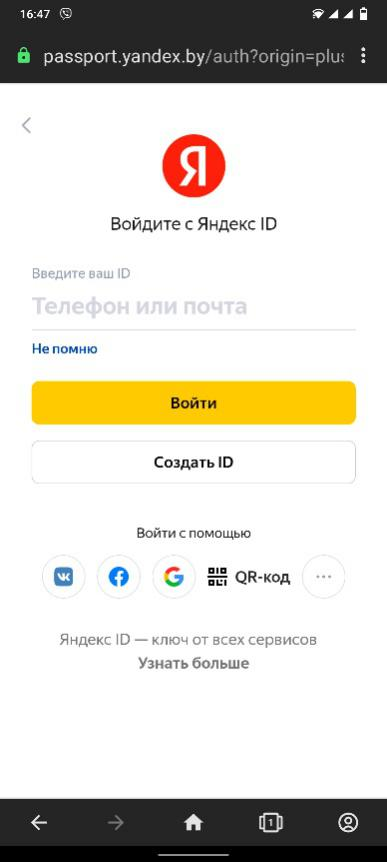 16:47
passport.yandex.by/auth?origin=plus
Я
Войдите с Яндекс ID
Введите ваш ID
Телефон или почта
Не помню
Войти
Создать ID
Войти с помощью
QR-код
Яндекс ID — ключ от всех сервисов
Узнать больше
1